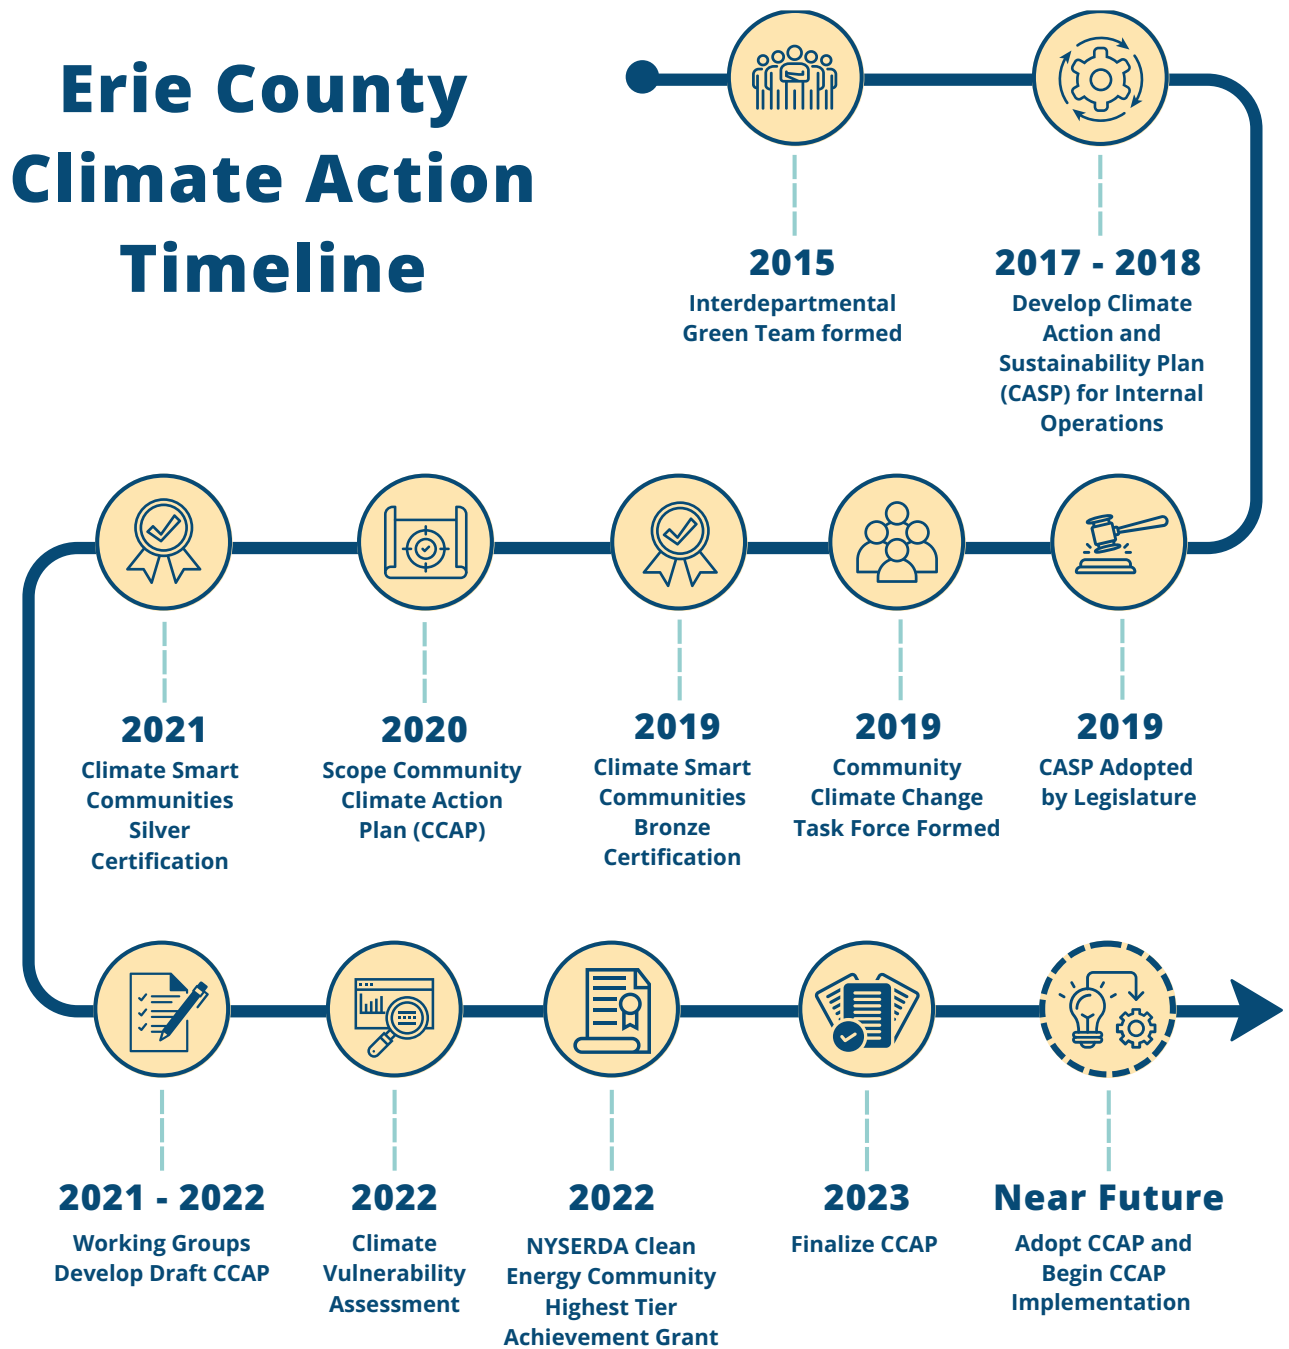 Erie County
Climate Action
Timeline
2015
Interdepartmental
Green Team formed
2017 - 2018
Develop Climate
Action and
Sustainability Plan
(CASP) for Internal
Operations
2021
Climate Smart
Communities
Silver
Certification
2020
Scope Community
Climate Action
Plan (CCAP)
2019
Climate Smart
Communities
Bronze
Certification
2019
Community
Climate Change
Task Force Formed
2019
CASP Adopted
by Legislature
2021 - 2022
Working Groups
Develop Draft CCAP
2022
Climate
Vulnerability
Assessment
2022
NYSERDA Clean
Energy Community
Highest Tier
Achievement Grant
2023
Finalize CCAP
Near Future
Adopt CCAP and
Begin CCAP
Implementation